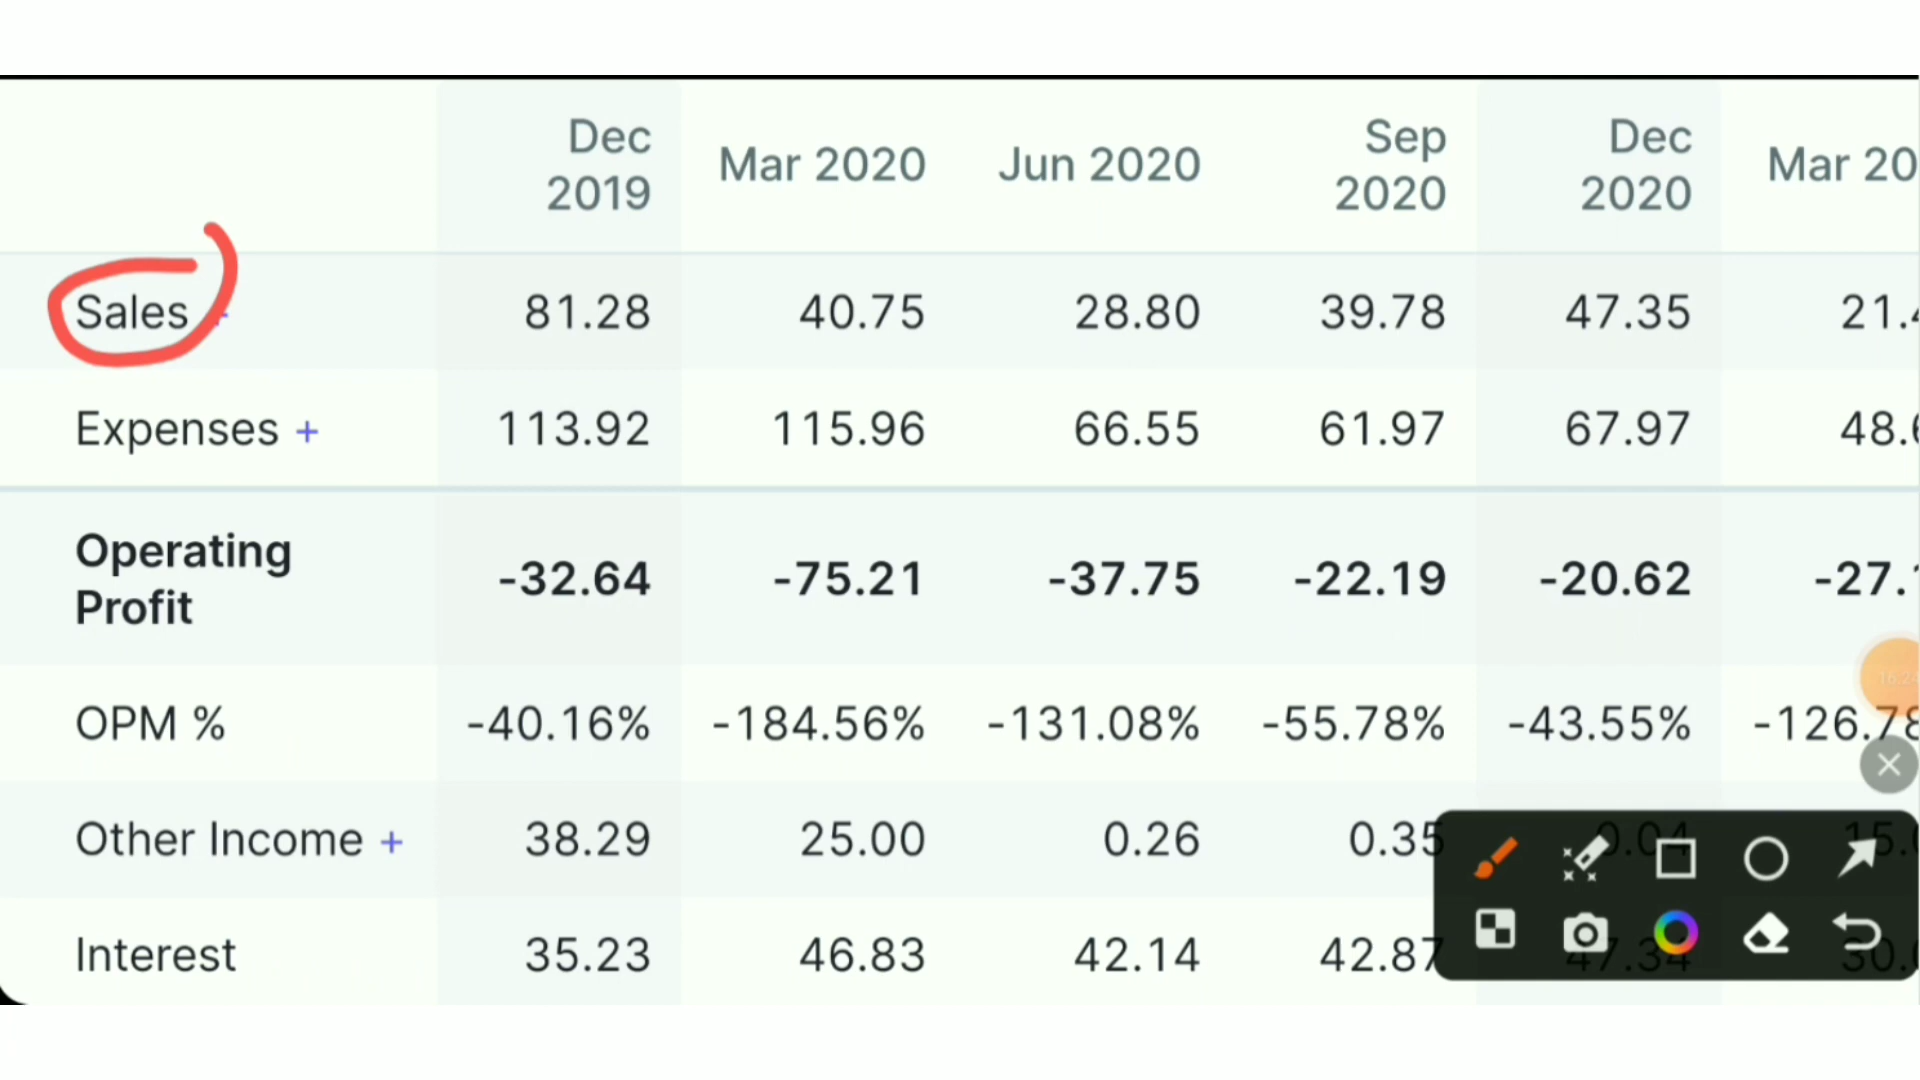 Dec 2019 Mar 2020 Jun 2020 Sep 2020 Dec 2020 Mar 20
Sales 81.28 40.75 28.80 39.78 47.35 21.
Expenses + 113.92 115.96 66.55 61.97 67.97 48.
Operating Profit -32.64 -75.21 -37.75 -22.19 -20.62 -27.
OPM % -40.16% -184.56% -131.08% -55.78% -43.55% -126.78
Other Income + 38.29 25.00 0.26 0.35 0.04 15.
Interest 35.23 46.83 42.14 42.87 47.34 30.